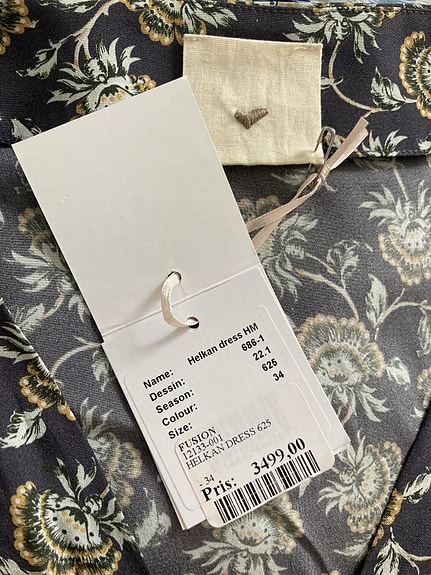 Name: Helkan dress HM
Dessin: 686-1
Season: 22.1
Colour: 625
Size: 34
FUSION
12133-001
HELKAN DRESS 625
- 34
Pris: 3499,00